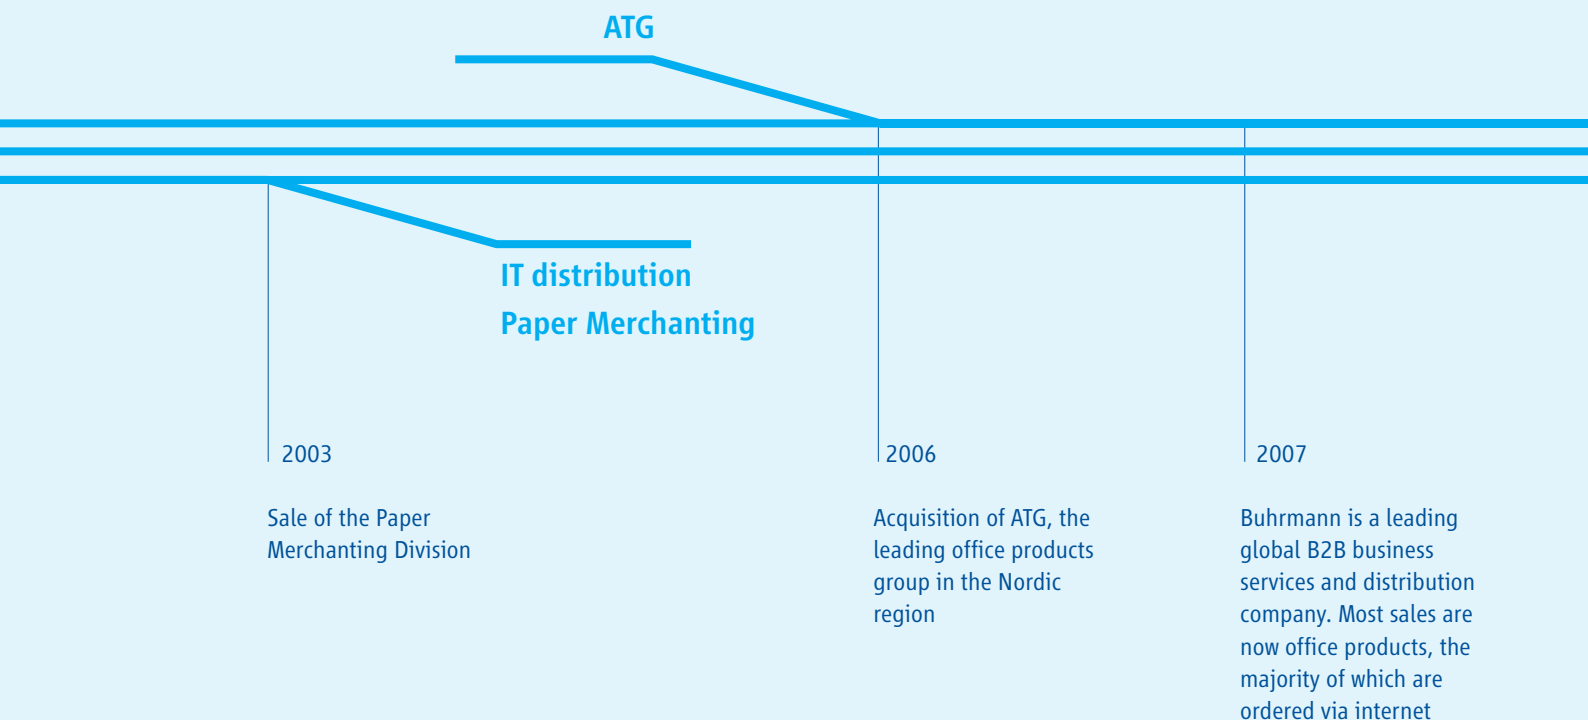 ATG
IT distribution
Paper Merchanting
2003
Sale of the Paper
Merchanting Division
2006
Acquisition of ATG, the
leading office products
group in the Nordic
region
2007
Buhrmann is a leading
global B2B business
services and distribution
company. Most sales are
now office products, the
majority of which are
ordered via internet